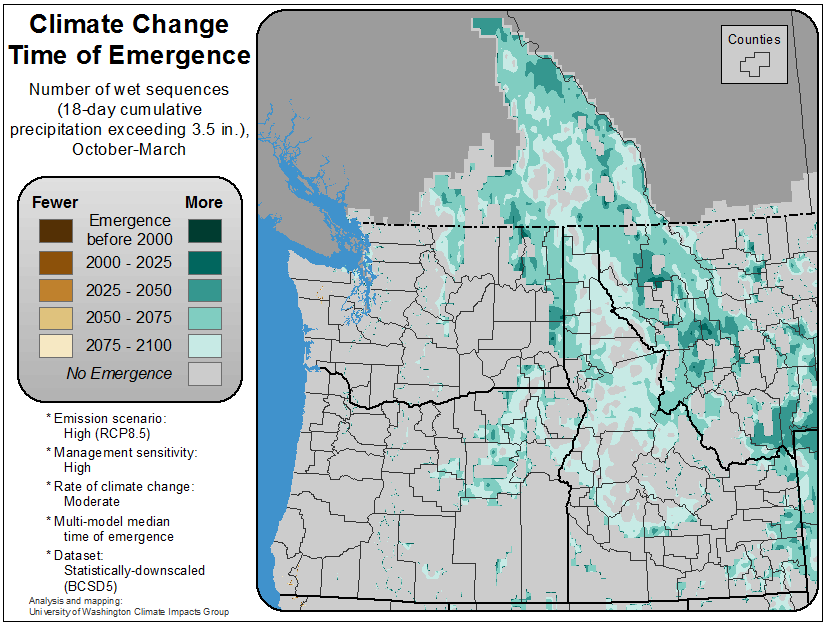 Climate Change
Time of Emergence
Number of wet sequences
(18-day cumulative
precipitation exceeding 3.5 in.),
October-March
Fewer More
Emergence
before 2000
2000 - 2025
2025 - 2050
2050 - 2075
2075 - 2100
No Emergence
* Emission scenario:
High (RCP8.5)
* Management sensitivity:
High
* Rate of climate change:
Moderate
* Multi-model median
time of emergence
* Dataset:
Statistically-downscaled
(BCSD5)
Analysis and mapping:
University of Washington Climate Impacts Group
Counties